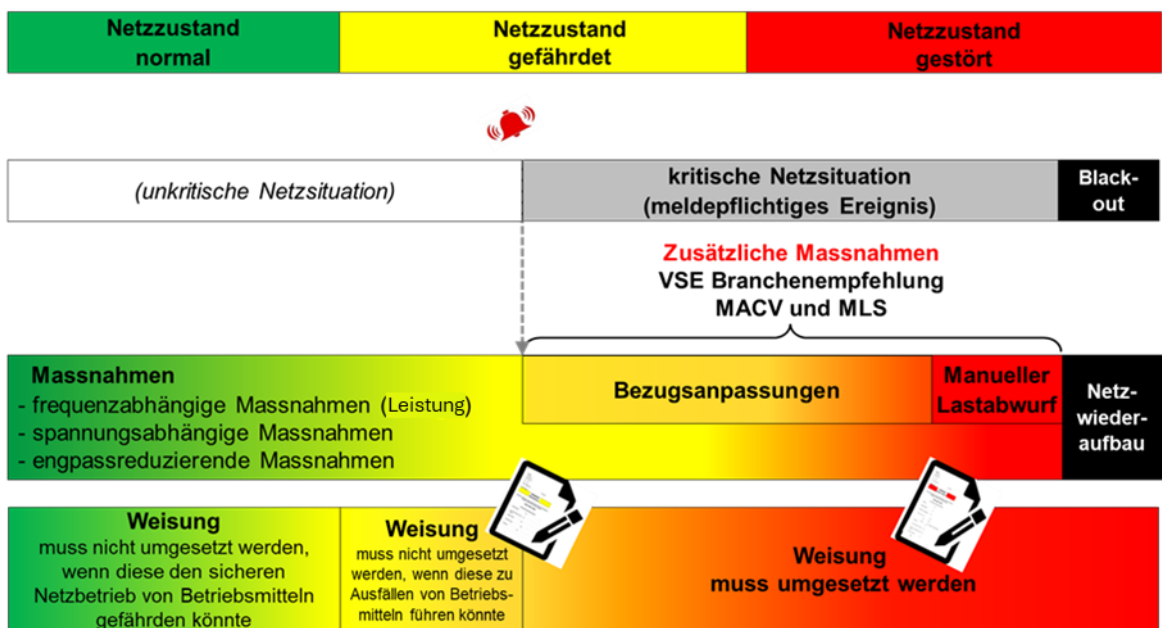 Netzzustand
normal
Netzzustand
gefährdet
Netzzustand
gestört
(unkritische Netzsituation)
kritische Netzsituation
(meldepflichtiges Ereignis)
Black-
out
Zusätzliche Massnahmen
VSE Branchenempfehlung
MACV und MLS
Massnahmen
- frequenzabhängige Massnahmen (Leistung)
- spannungsabhängige Massnahmen
- engpassreduzierende Massnahmen
Bezugsanpassungen
Manueller
Lastabwurf
Netz-
wieder-
aufbau
Weisung
muss nicht umgesetzt werden,
wenn diese den sicheren
Netzbetrieb von Betriebsmitteln
gefährden könnte
Weisung
muss nicht umgesetzt
werden, wenn diese zu
Ausfällen von Betriebs-
mitteln führen könnte
Weisung
muss umgesetzt werden